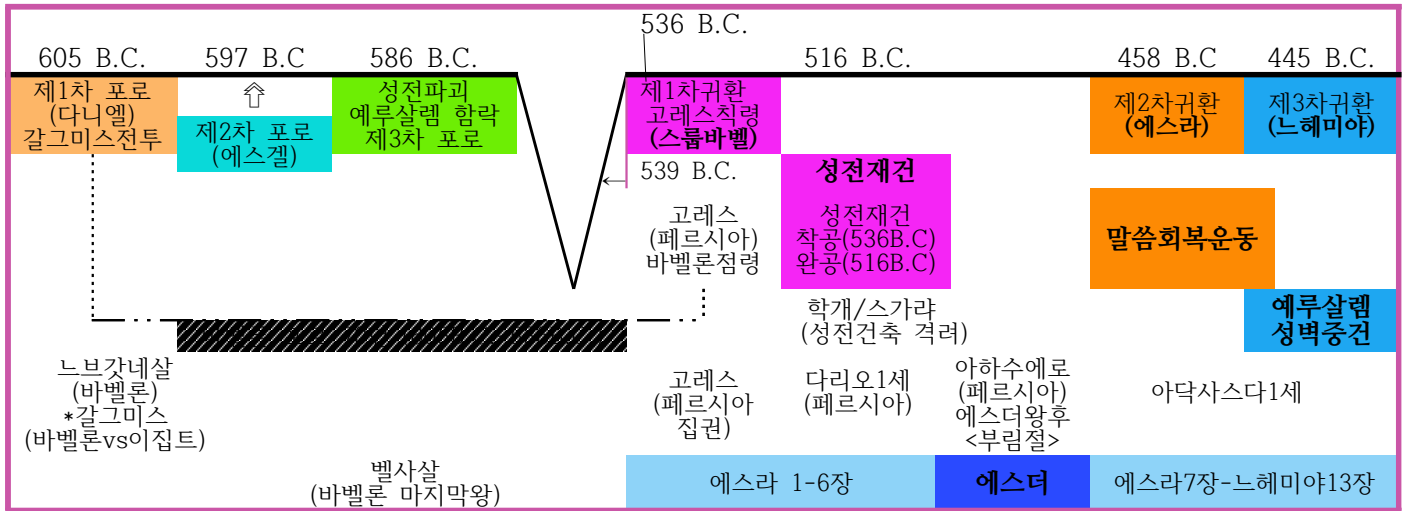 536 B.C.
605 B.C.
597 B.C
586 B.C.
516 B.C.
458 B.C
445 B.C.
제1차 포로
(다니엘)
갈그미스전투
제2차 포로
(에스겔)
성전파괴
예루살렘 함락
제3차 포로
제1차귀환
고레스칙령
(스룹바벨)
제2차귀환
(에스라)
제3차귀환
(느헤미야)
539 B.C.
고레스
(페르시아)
바벨론점령
성전재건
성전재건
착공(536B.C)
완공(516B.C)
말씀회복운동
학개/스가랴
(성전건축 격려)
예루살렘
성벽중건
느브갓네살
(바벨론)
*갈그미스
(바벨론vs이집트)
고레스
(페르시아
집권)
다리오1세
(페르시아)
아하수에로
(페르시아)
에스더왕후
<부림절>
아닥사스다1세
벨사살
(바벨론 마지막왕)
에스라 1-6장
에스더
에스라7장-느헤미야13장